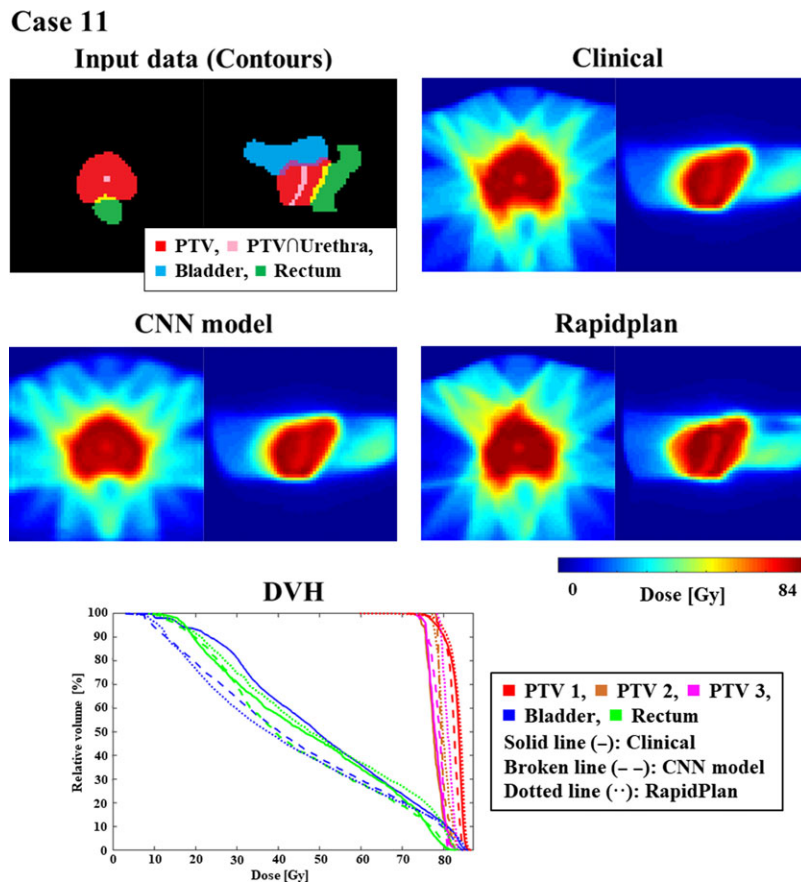 Case 11
Input data (Contours)
Clinical
PTV, PTV∩Urethra,
Bladder, Rectum
CNN model
Rapidplan
0 Dose [Gy] 84
DVH
Relative volume [%]
100
90
80
70
60
50
40
30
20
10
0
0 10 20 30 40 50 60 70 80
Dose [Gy]
PTV 1, PTV 2, PTV 3,
Bladder, Rectum
Solid line (–): Clinical
Broken line (– –): CNN model
Dotted line (··): RapidPlan